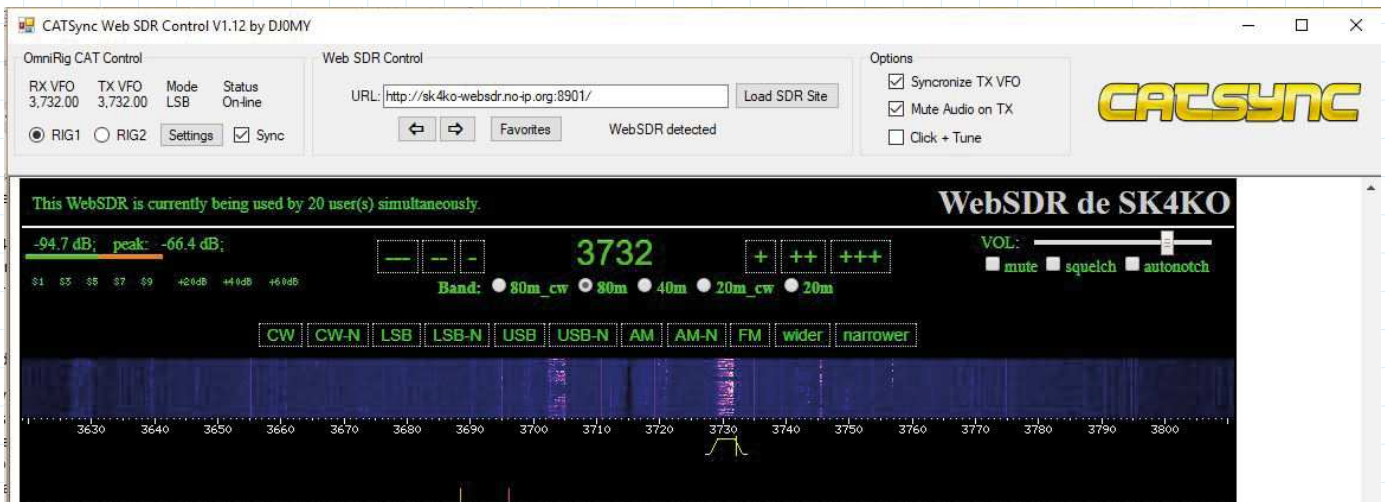 CATSync Web SDR Control V1.12 by DJ0MY
OmniRig CAT Control
RX VFO TX VFO Mode Status
3,732.00 3,732.00 LSB On-line
RIG1 RIG2 Settings Sync
Web SDR Control
URL: http://sk4ko-websdr.no-ip.org:8901/ Load SDR Site
Favorites WebSDR detected
Options
Syncronize TX VFO
Mute Audio on TX
Click + Tune
CATSYNC
This WebSDR is currently being used by 20 user(s) simultaneously.
WebSDR de SK4KO
-94.7 dB; peak: -66.4 dB;
S1 S3 S5 S7 S9 +20dB +40dB +60dB
--- -- - 3732 + ++ +++
Band: 80m_cw 80m 40m 20m_cw 20m
VOL:
mute squelch autonotch
CW CW-N LSB LSB-N USB USB-N AM AM-N FM wider narrower
3630 3640 3650 3660 3670 3680 3690 3700 3710 3720 3730 3740 3750 3760 3770 3780 3790 3800